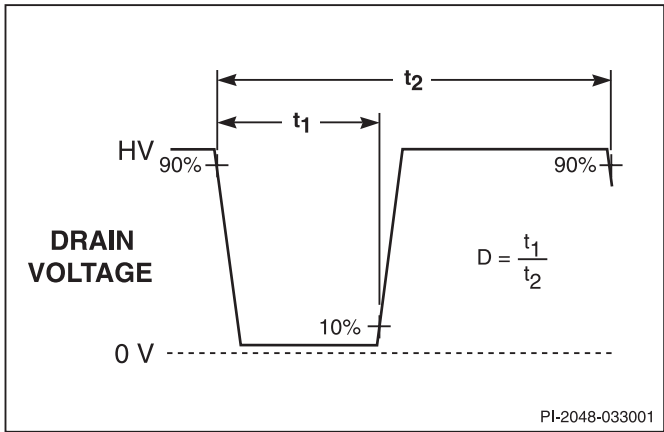 t2
t1
HV
90%
90%
DRAIN
VOLTAGE
D = t1
t2
10%
0 V
PI-2048-033001